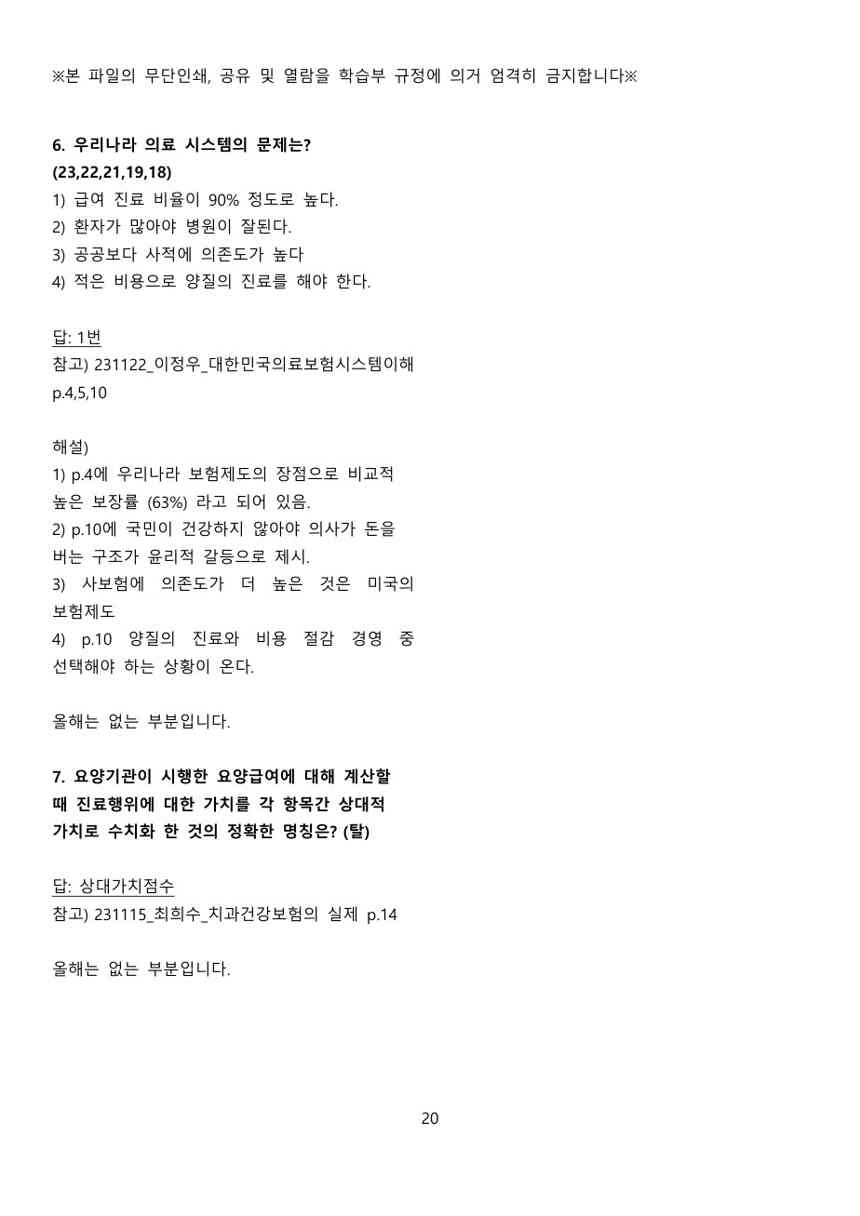 ※본 파일의 무단인쇄, 공유 및 열람을 학습부 규정에 의거 엄격히 금지합니다※
6. 우리나라 의료 시스템의 문제는?
(23,22,21,19,18)
1) 급여 진료 비율이 90% 정도로 높다.
2) 환자가 많아야 병원이 잘된다.
3) 공공보다 사적에 의존도가 높다
4) 적은 비용으로 양질의 진료를 해야 한다.
답: 1번
참고) 231122_이정우_대한민국의료보험시스템이해
p.4,5,10
해설)
1) p.4에 우리나라 보험제도의 장점으로 비교적
높은 보장률 (63%) 라고 되어 있음.
2) p.10에 국민이 건강하지 않아야 의사가 돈을
버는 구조가 윤리적 갈등으로 제시.
3) 사보험에 의존도가 더 높은 것은 미국의
보험제도
4) p.10 양질의 진료와 비용 절감 경영 중
선택해야 하는 상황이 온다.
올해는 없는 부분입니다.
7. 요양기관이 시행한 요양급여에 대해 계산할
때 진료행위에 대한 가치를 각 항목간 상대적
가치로 수치화 한 것의 정확한 명칭은? (탈)
답: 상대가치점수
참고) 231115_최희수_치과건강보험의 실제 p.14
올해는 없는 부분입니다.
20